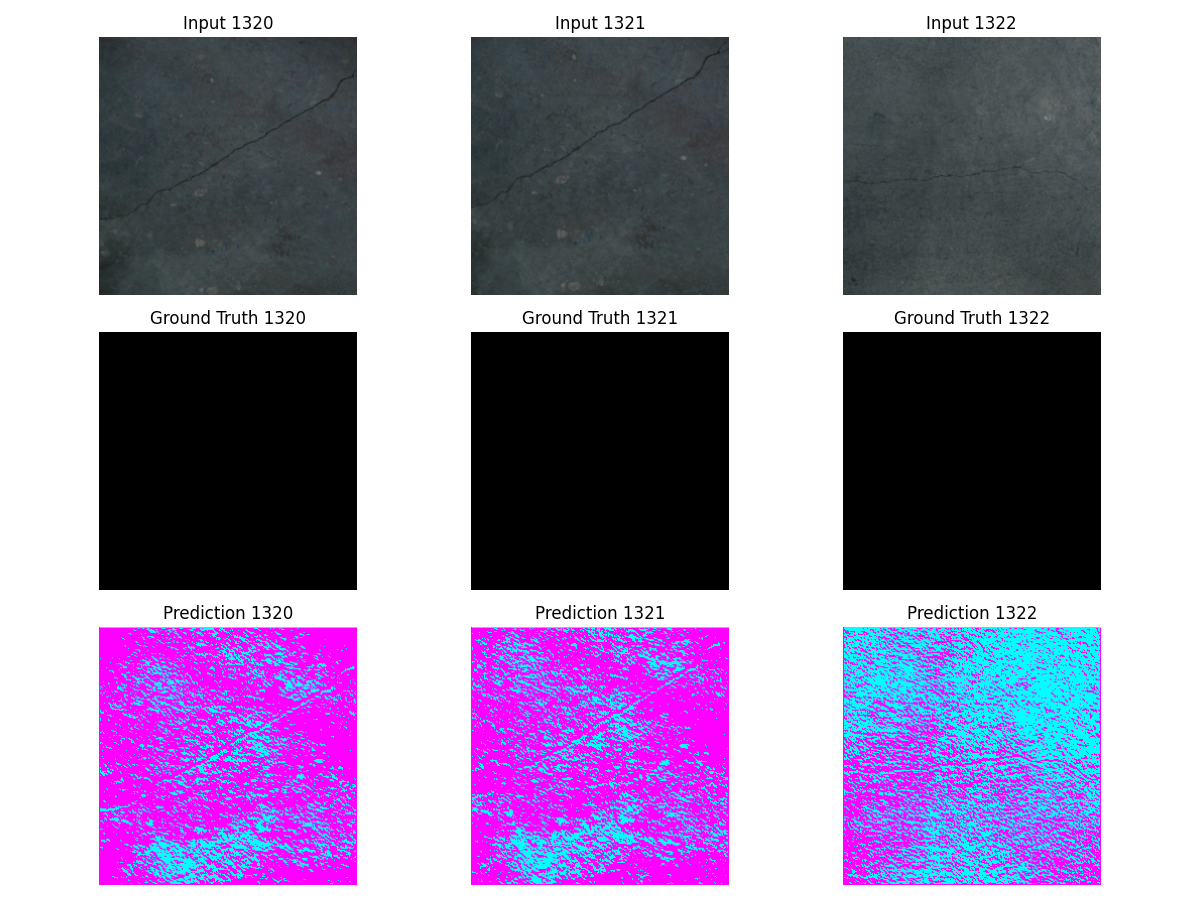 Input 1320
Input 1321
Input 1322
Ground Truth 1320
Ground Truth 1321
Ground Truth 1322
Prediction 1320
Prediction 1321
Prediction 1322